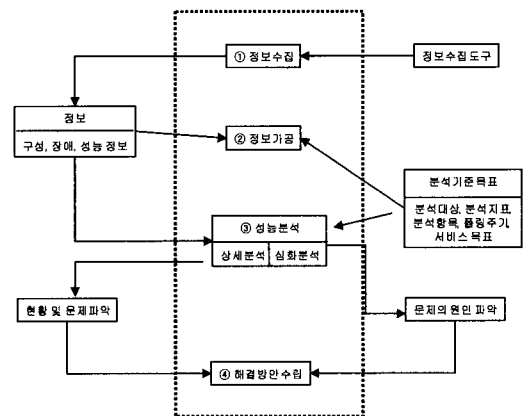 ① 정보수집
정보수집도구
정보
구성, 장애, 성능 정보
② 정보가공
분석기준목표
분석대상, 분석지표,
분석항목, 폴링주기,
서비스 목표
③ 성능분석
상세분석
심화분석
현황 및 문제파악
문제의 원인 파악
④ 해결방안수립